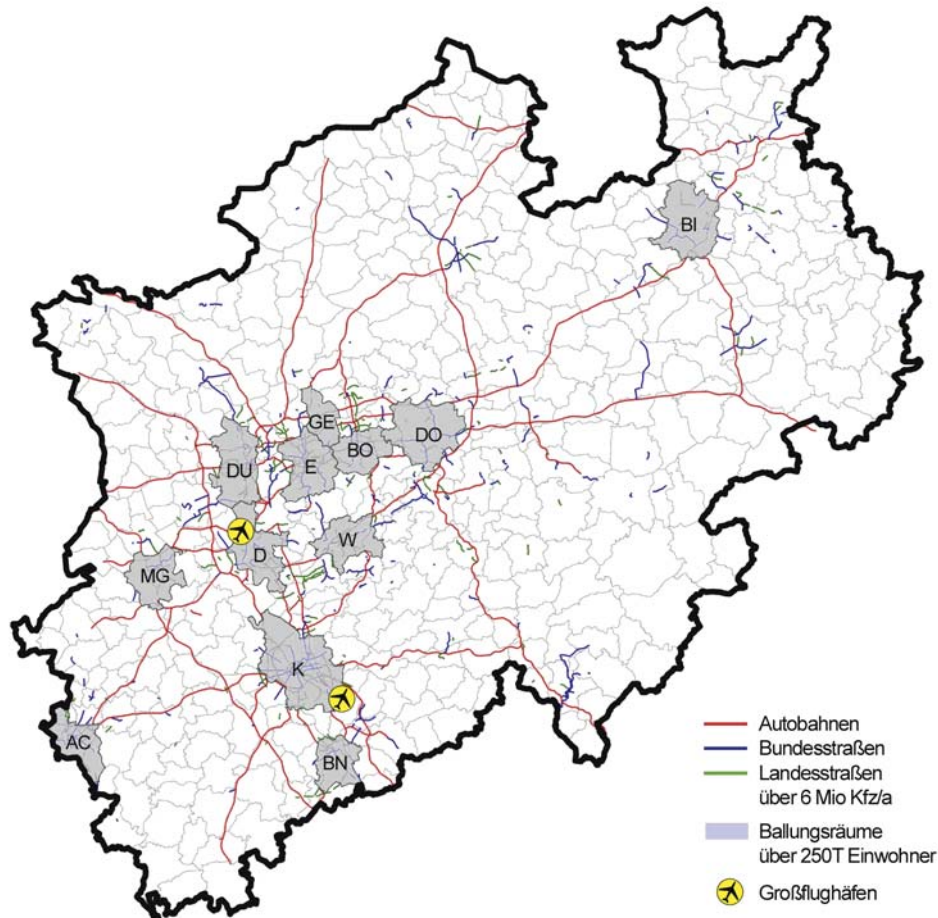 BI
GE
DO
BO
DU
E
D
W
MG
K
AC
BN
Autobahnen
Bundesstraßen
Landesstraßen
über 6 Mio Kfz/a
Ballungsräume
über 250T Einwohner
Großflughäfen